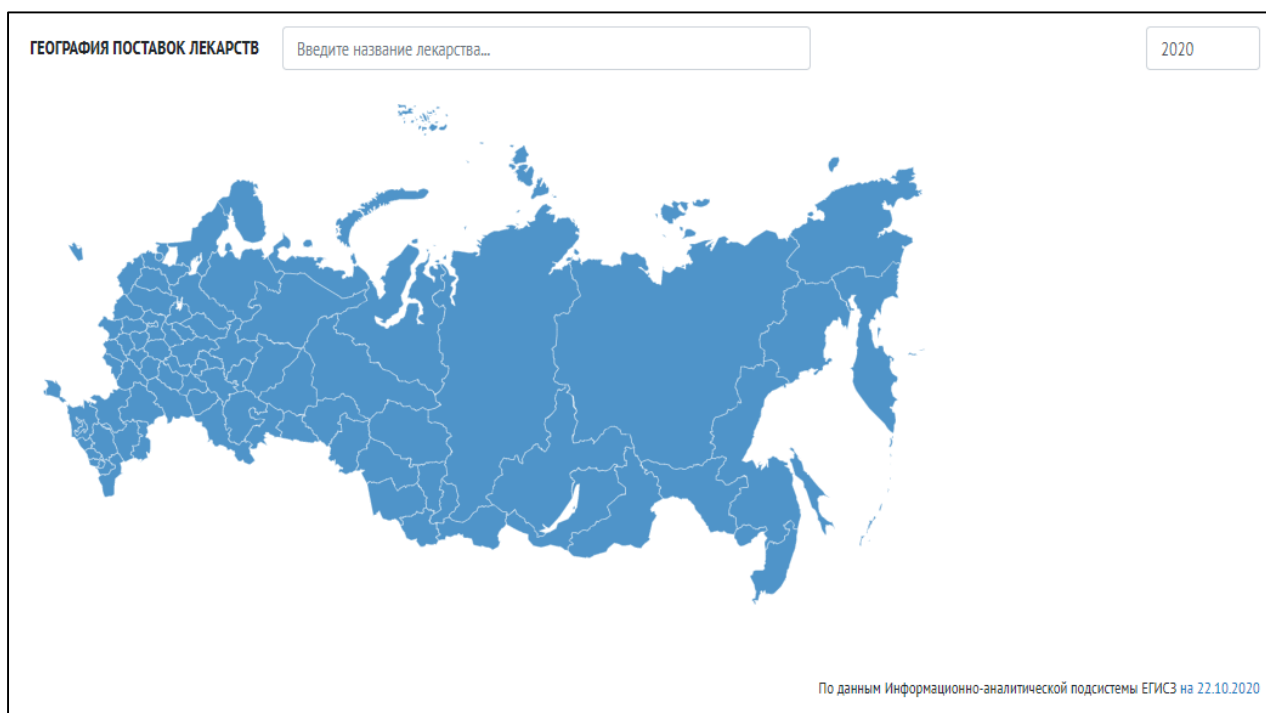 ГЕОГРАФИЯ ПОСТАВОК ЛЕКАРСТВ
Введите название лекарства...
2020
По данным Информационно-аналитической подсистемы ЕГИСЗ на 22.10.2020